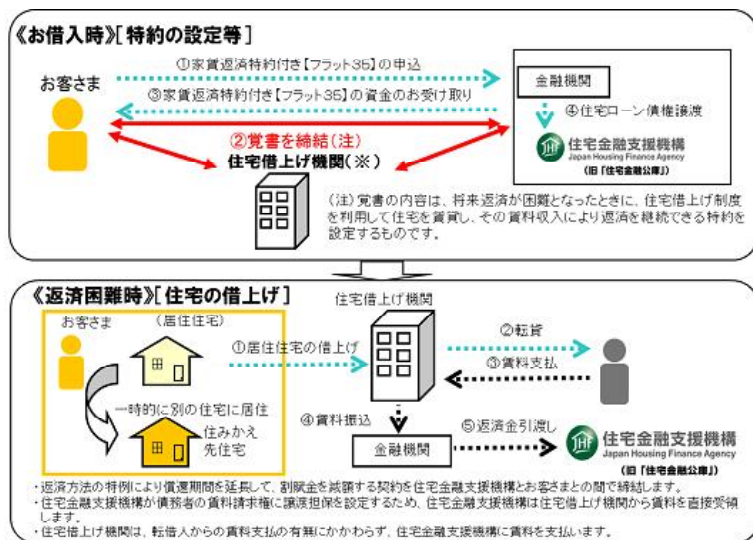 《お借入時》[特約の設定等]
①家賃返済特約付き【フラット35】の申込
お客さま
③家賃返済特約付き【フラット35】の資金のお受け取り
金融機関
④住宅ローン債権譲渡
②覚書を締結(注)
住宅借上げ機関(※)
住宅金融支援機構
Japan Housing Finance Agency
(旧「住宅金融公庫」)
(注)覚書の内容は、将来返済が困難となったときに、住宅借上げ制度
を利用して住宅を賃貸し、その賃料収入により返済を継続できる特約を
設定するものです。
《返済困難時》[住宅の借上げ]
住宅借上げ機関
お客さま
(居住住宅)
①居住住宅の借上げ
②転貸
③賃料支払
一時的に別の住宅に居住
住みかえ
先住宅
④賃料振込
金融機関
⑤返済金引渡し
住宅金融支援機構
Japan Housing Finance Agency
(旧「住宅金融公庫」)
・返済方法の特例により償還期間を延長して、割賦金を減額する契約を住宅金融支援機構とお客さまとの間で締結します。
・住宅金融支援機構が債務者の賃料請求権に譲渡担保を設定するため、住宅金融支援機構は住宅借上げ機関から賃料を直接受領
します。
・住宅借上げ機関は、転借人からの賃料支払の有無にかかわらず、住宅金融支援機構に賃料を支払います。